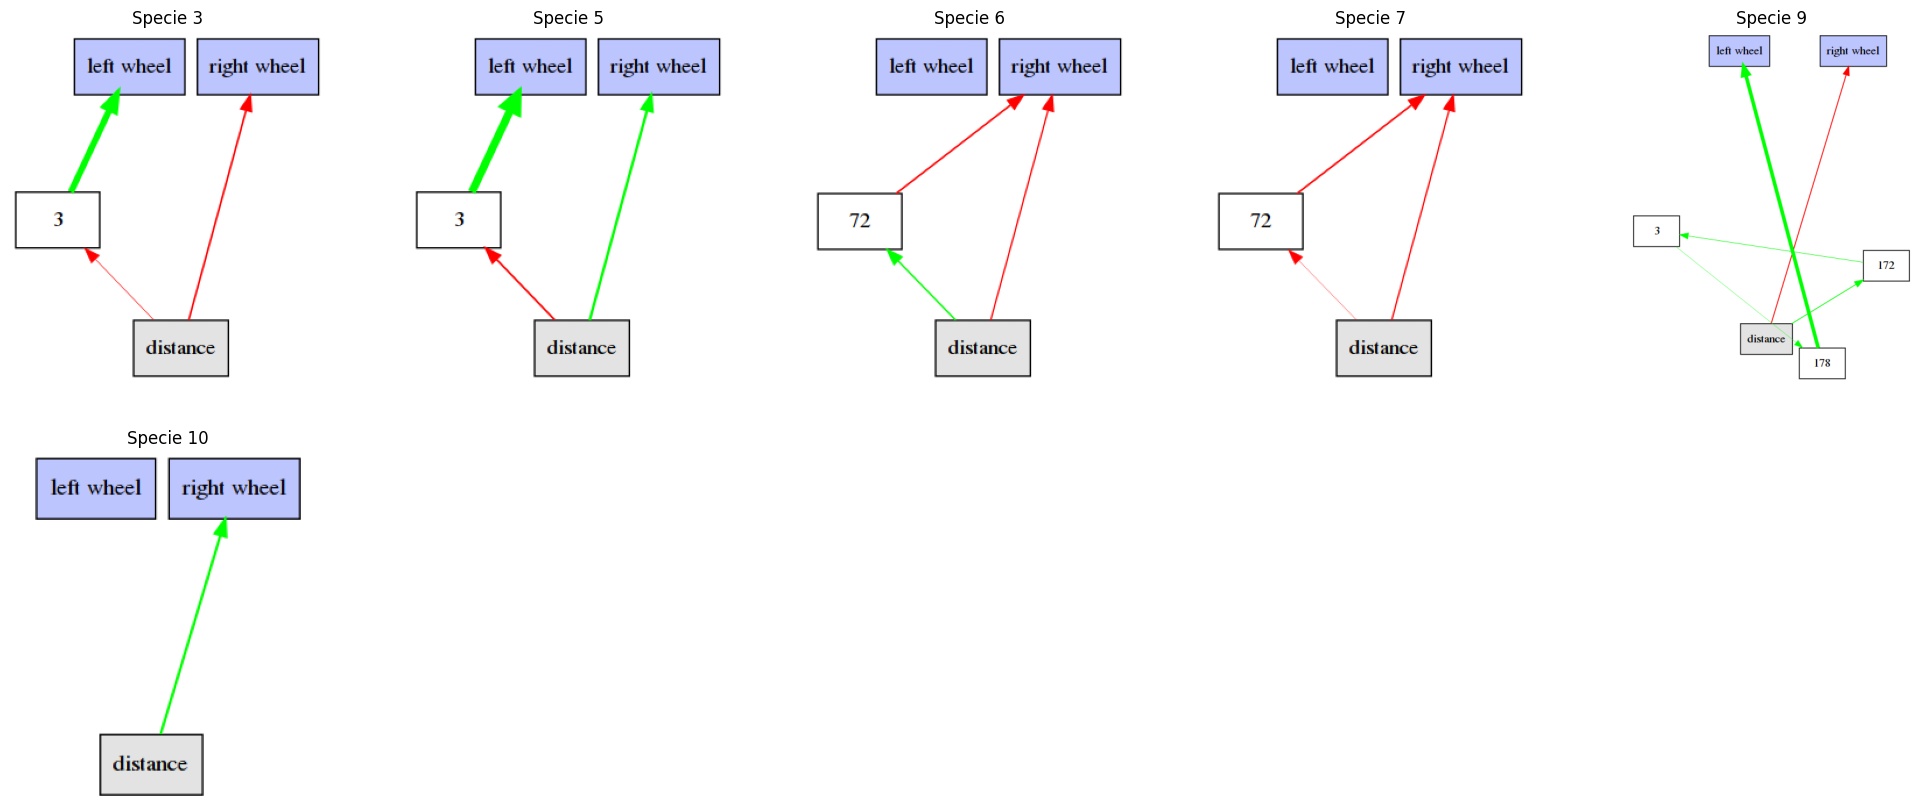 Specie 3
left wheel
right wheel
3
distance
Specie 5
left wheel
right wheel
3
distance
Specie 6
left wheel
right wheel
72
distance
Specie 7
left wheel
right wheel
72
distance
Specie 9
left wheel
right wheel
3
172
distance
178
Specie 10
left wheel
right wheel
distance